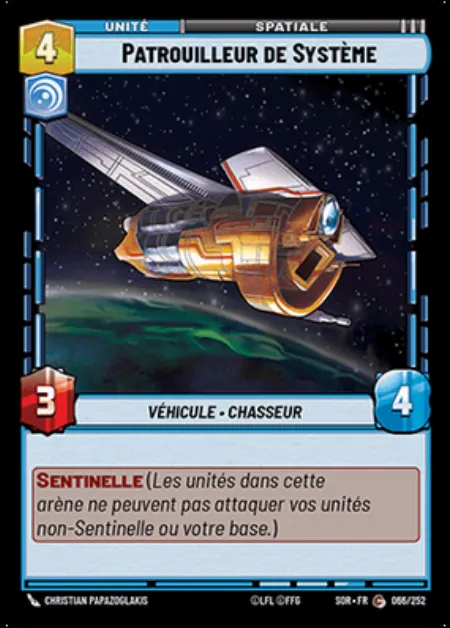 UNITÉ
SPATIALE
4
PATROUILLEUR DE SYSTÈME
3
VÉHICULE • CHASSEUR
4
SENTINELLE (Les unités dans cette
arène ne peuvent pas attaquer vos unités
non-Sentinelle ou votre base.)
CHRISTIAN PAPAZOGLAKIS
©LFL ©FFG
SOR • FR
C
066/252